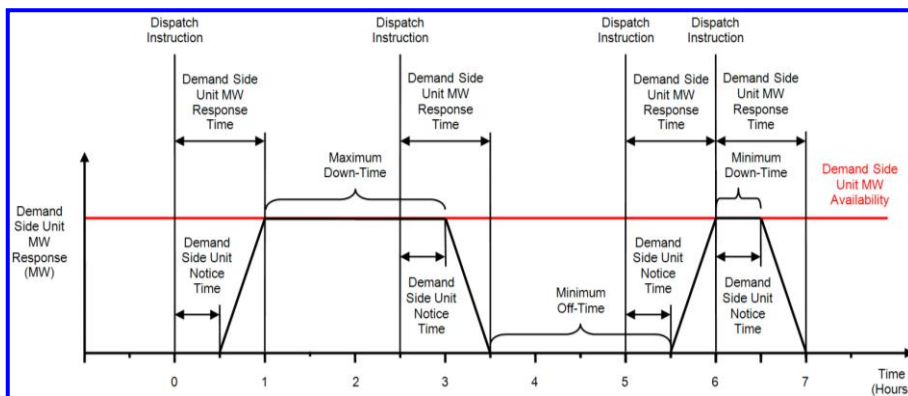 Dispatch
Instruction
Dispatch
Instruction
Dispatch
Instruction
Dispatch
Instruction
Demand Side
Unit MW
Response
Time
Demand Side
Unit MW
Response
Time
Demand Side
Unit MW
Response
Time
Demand Side
Unit MW
Response
Time
Maximum
Down-Time
Minimum
Down-Time
Demand Side
Unit MW
Availability
Demand
Side Unit
MW
Response
(MW)
Demand
Side Unit
Notice
Time
Demand
Side Unit
Notice
Time
Minimum
Off-Time
Demand
Side Unit
Notice
Time
Demand
Side Unit
Notice
Time
0 1 2 3 4 5 6 7
Time
(Hours